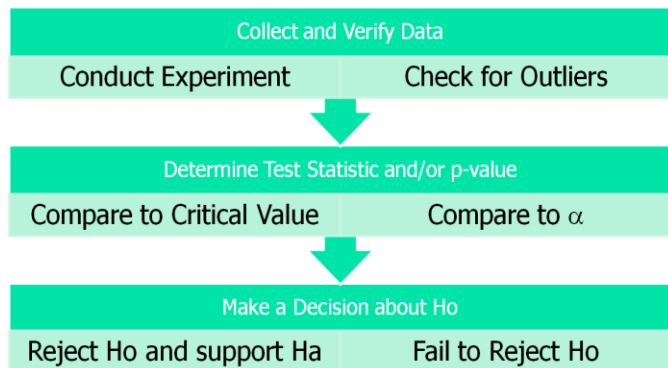 Collect and Verify Data
Conduct Experiment
Check for Outliers
Determine Test Statistic and/or p-value
Compare to Critical Value
Compare to α
Make a Decision about Ho
Reject Ho and support Ha
Fail to Reject Ho